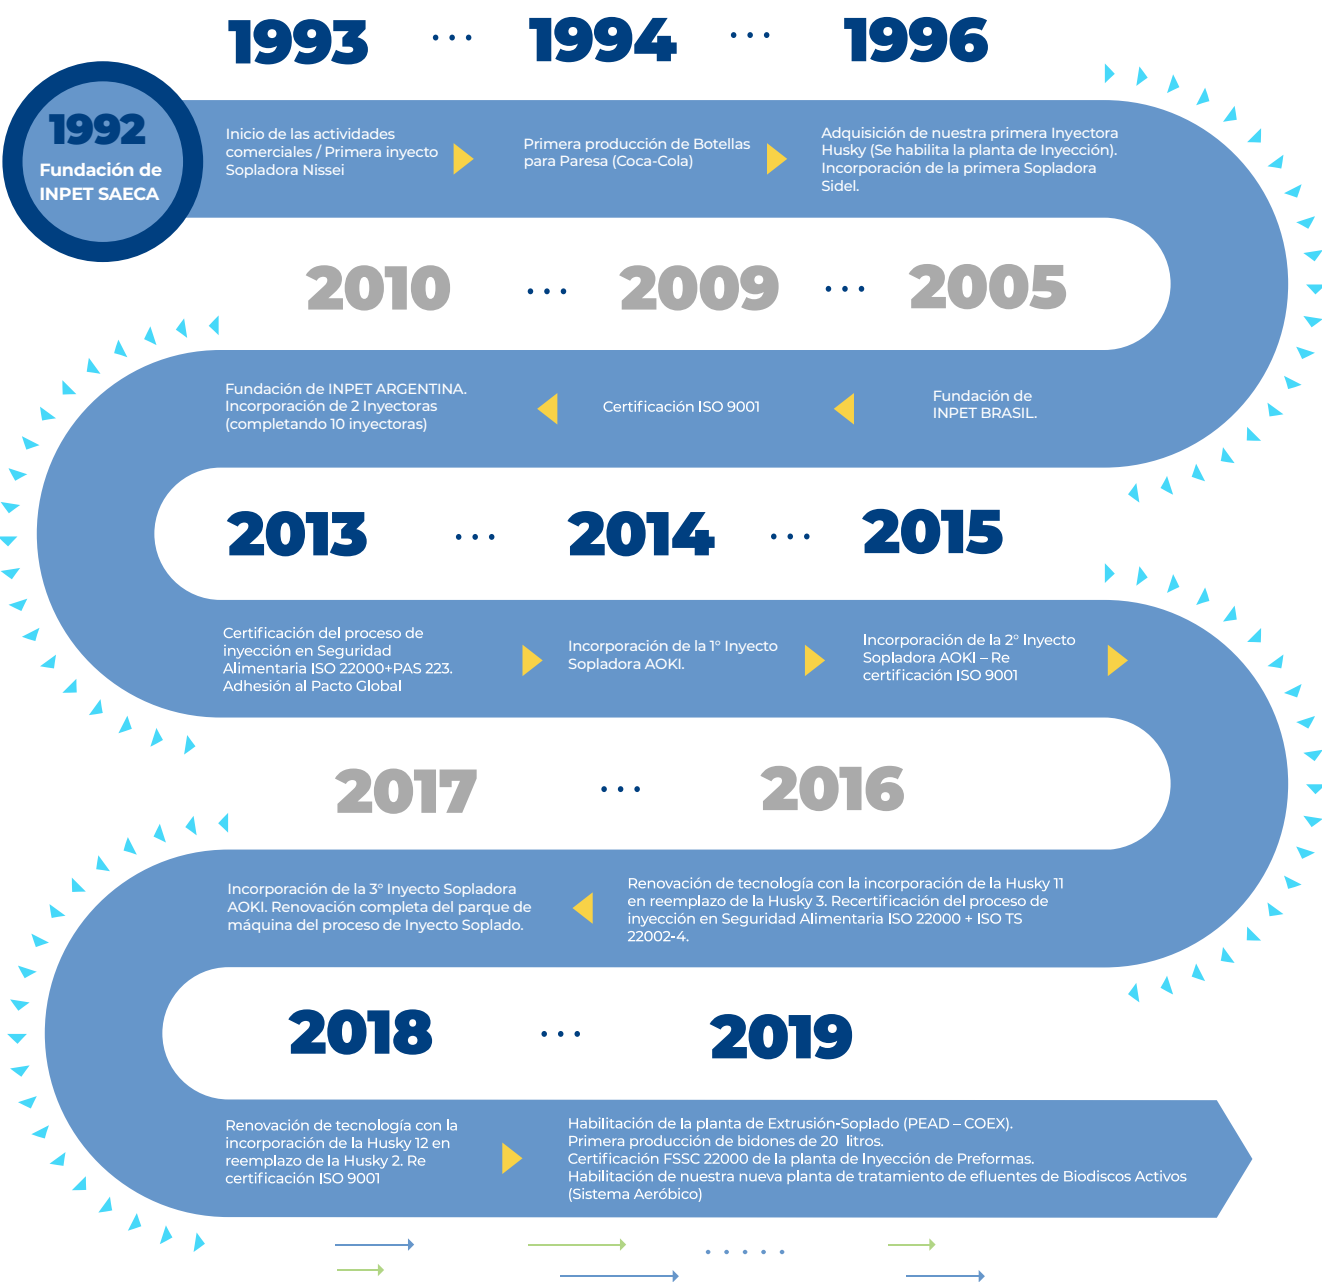 1993 ... 1994 ... 1996
1992
Fundación de
INPET SAECA
Inicio de las actividades
comerciales / Primera inyecto
Sopladora Nissei
Primera producción de Botellas
para Paresa (Coca-Cola)
Adquisición de nuestra primera Inyectora
Husky (Se habilita la planta de Inyección).
Incorporación de la primera Sopladora
Sidel.
2010 ... 2009 ... 2005
Fundación de
INPET BRASIL.
Certificación ISO 9001
Fundación de INPET ARGENTINA.
Incorporación de 2 Inyectoras
(completando 10 inyectoras)
2013 ... 2014 ... 2015
Certificación del proceso de
inyección en Seguridad
Alimentaria ISO 22000+PAS 223.
Adhesión al Pacto Global
Incorporación de la 1° Inyecto
Sopladora AOKI.
Incorporación de la 2° Inyecto
Sopladora AOKI – Re
certificación ISO 9001
2017 ... 2016
Renovación de tecnología con la incorporación de la Husky 11
en reemplazo de la Husky 3. Recertificación del proceso de
inyección en Seguridad Alimentaria ISO 22000 + ISO TS
22002-4.
Incorporación de la 3° Inyecto Sopladora
AOKI. Renovación completa del parque de
máquina del proceso de Inyecto Soplado.
2018 ... 2019
Renovación de tecnología con la
incorporación de la Husky 12 en
reemplazo de la Husky 2. Re
certificación ISO 9001
Habilitación de la planta de Extrusión-Soplado (PEAD – COEX).
Primera producción de bidones de 20 litros.
Certificación FSSC 22000 de la planta de Inyección de Preformas.
Habilitación de nuestra nueva planta de tratamiento de efluentes de Biodiscos Activos
(Sistema Aeróbico)